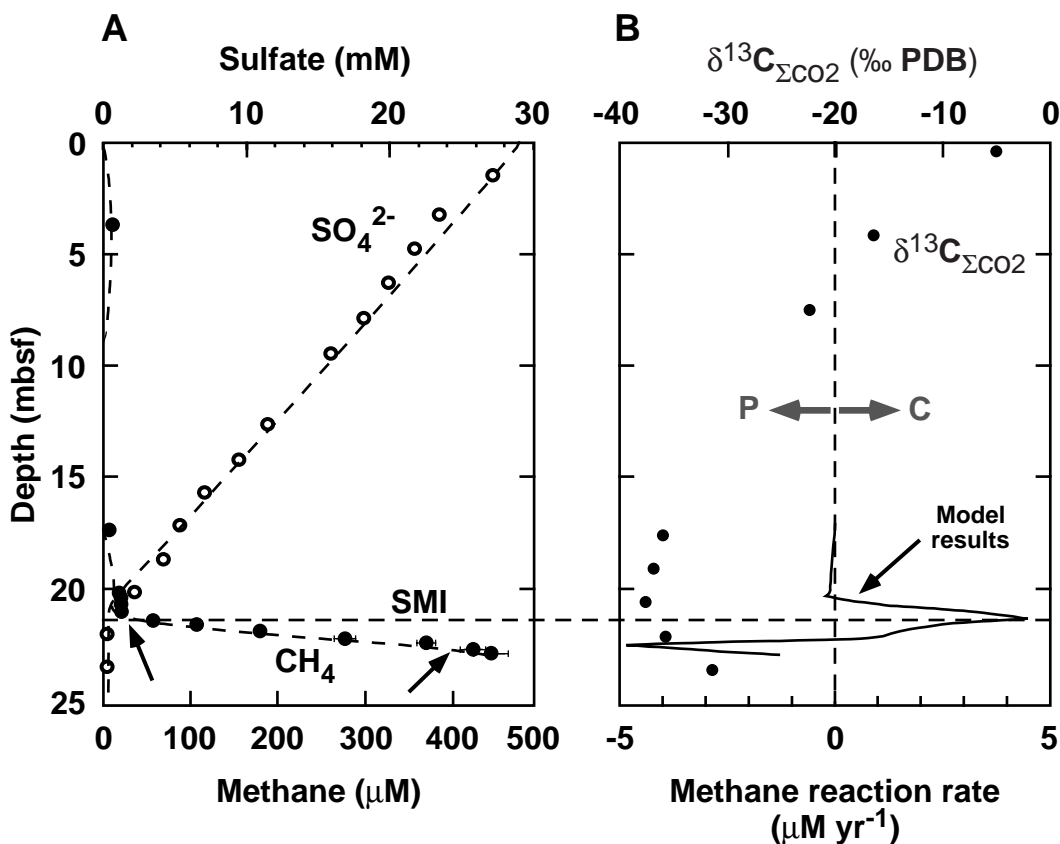 A
Sulfate (mM)
0 10 20 30
0
5
10
15
20
25
Depth (mbsf)
SO₄²⁻
SMI
CH₄
0 100 200 300 400 500
Methane (μM)
B
δ¹³C_ΣCO2 (‰ PDB)
-40 -30 -20 -10 0
δ¹³C_ΣCO2
P C
Model
results
-5 0 5
Methane reaction rate
(μM yr⁻¹)